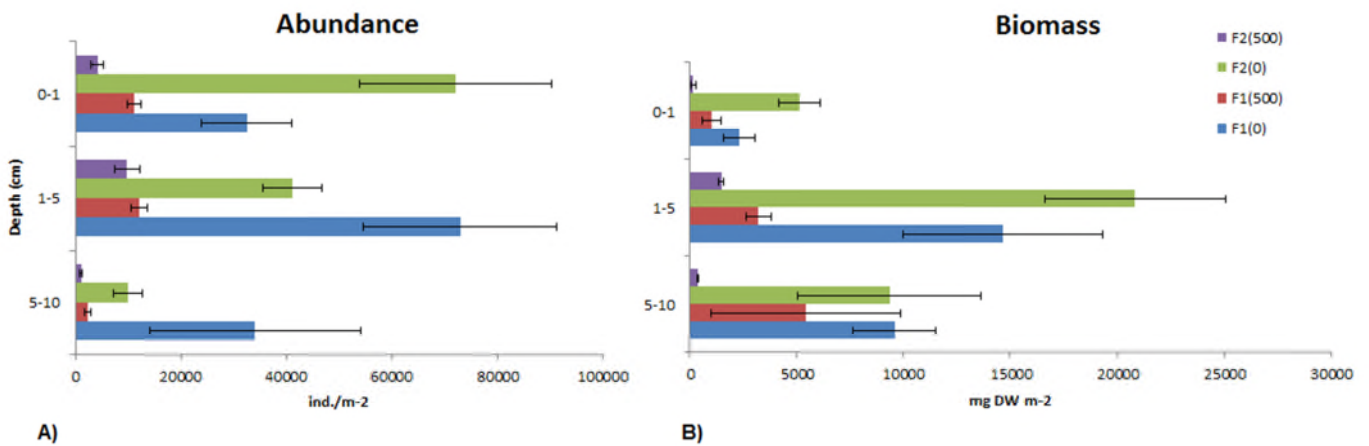 Abundance
Depth (cm)
0-1
1-5
5-10
0 20000 40000 60000 80000 100000
ind./m-2
A)
Biomass
F2(500)
F2(0)
F1(500)
F1(0)
0-1
1-5
5-10
0 5000 10000 15000 20000 25000 30000
mg DW m-2
B)